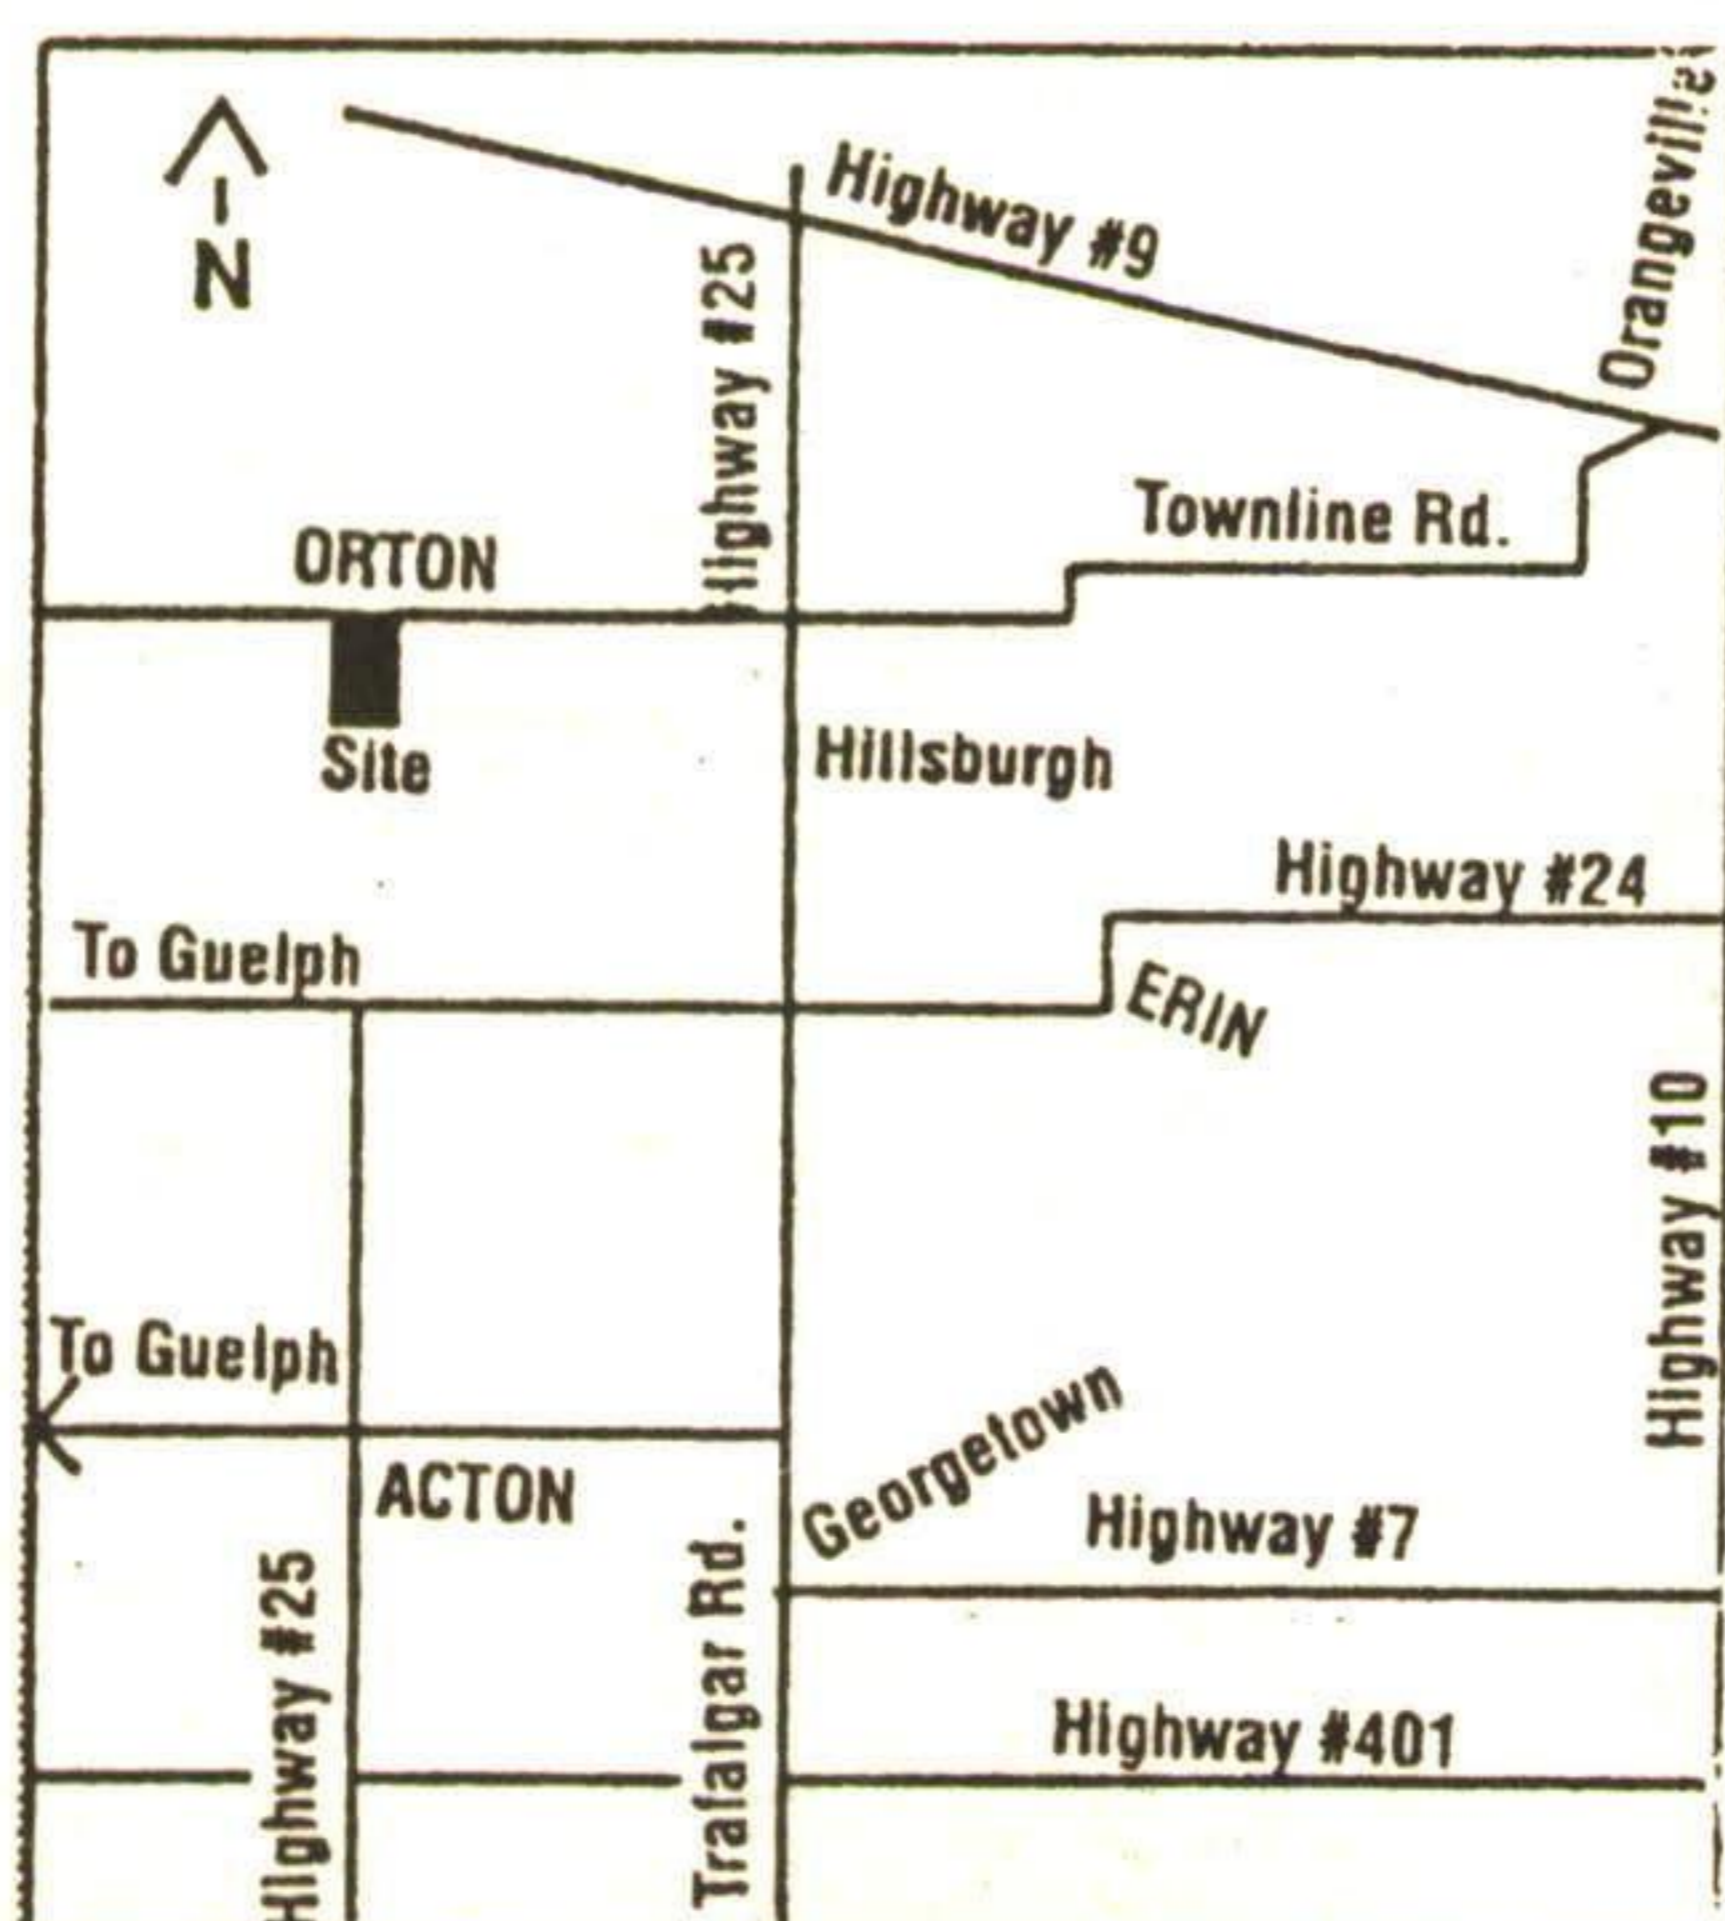 Orangeville
N
Highway #9
Highway #25
Townline Rd.
ORTON
Site
Hillsburgh
Highway #24
To Guelph
ERIN
Highway #10
To Guelph
Georgetown
ACTON
Highway #7
Highway #25
Trafalgar Rd.
Highway #401